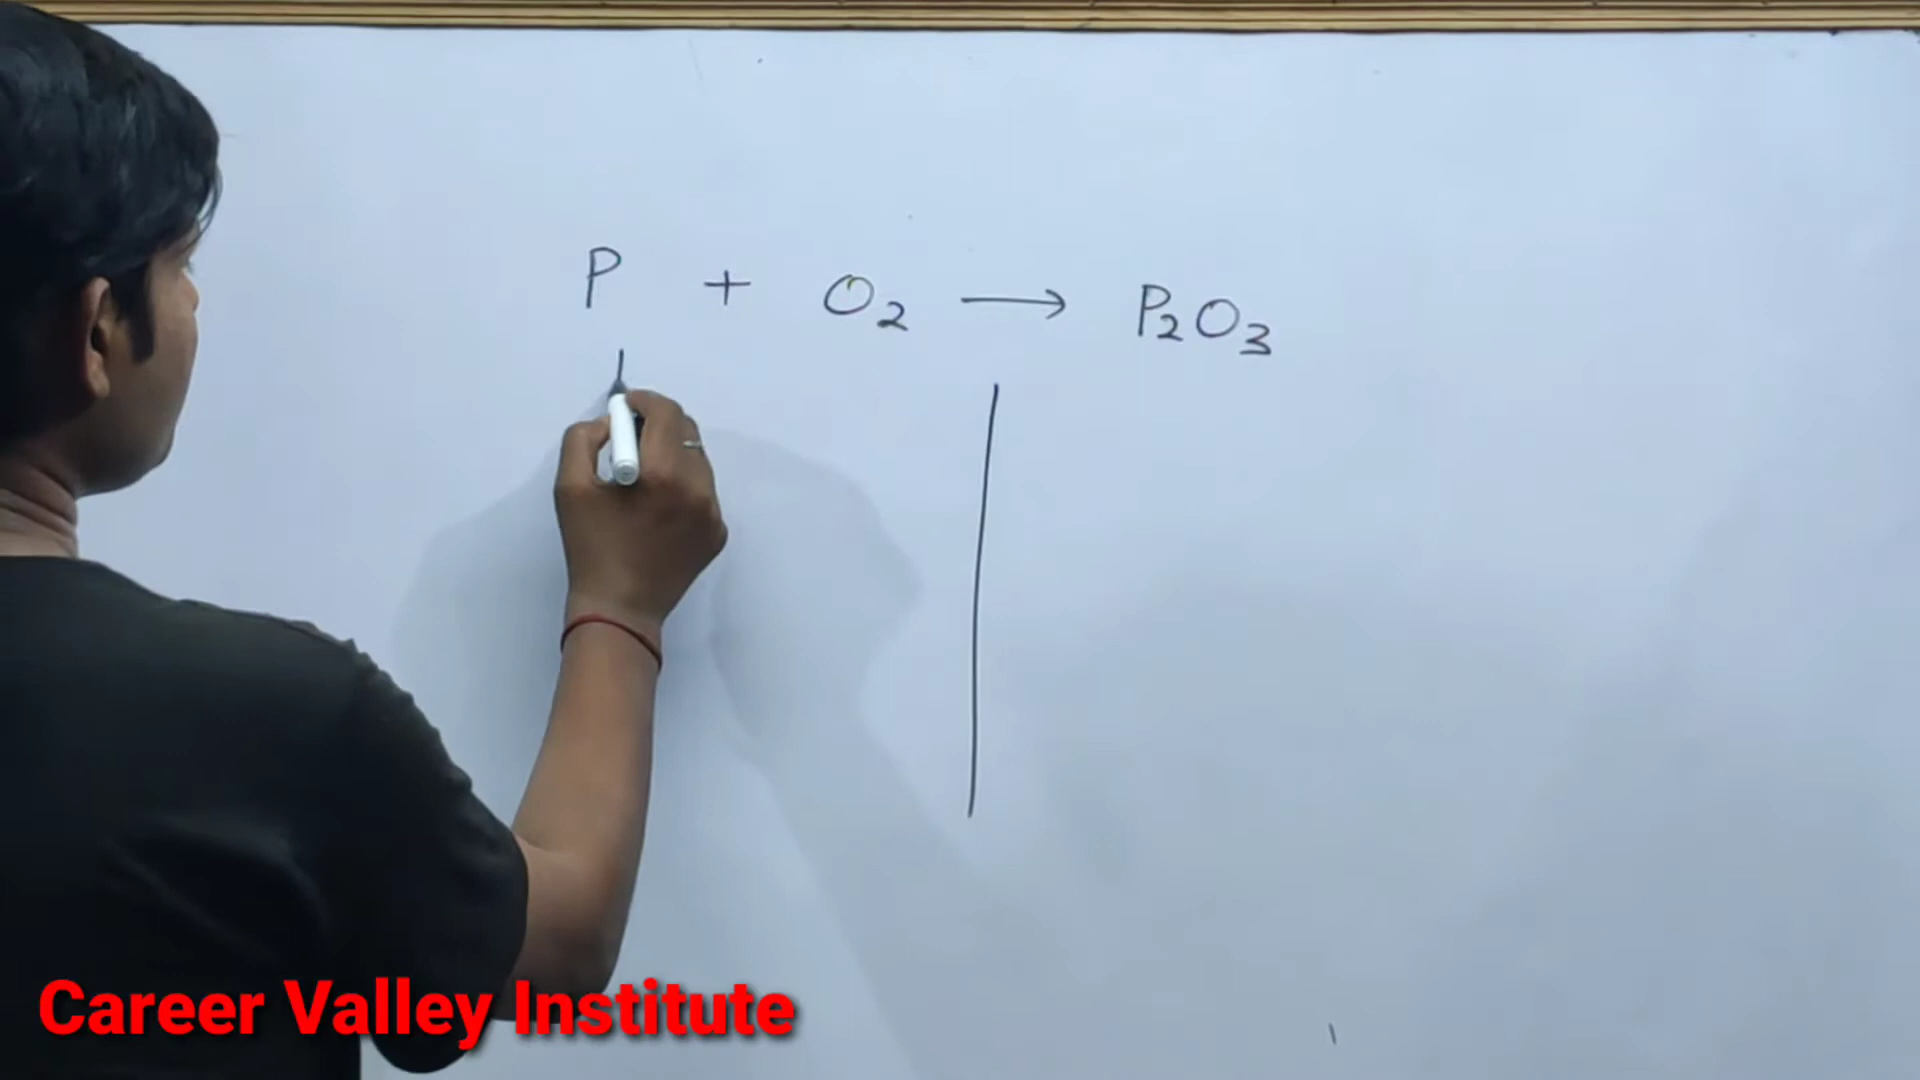 P + O₂ → P₂O₃
Career Valley Institute